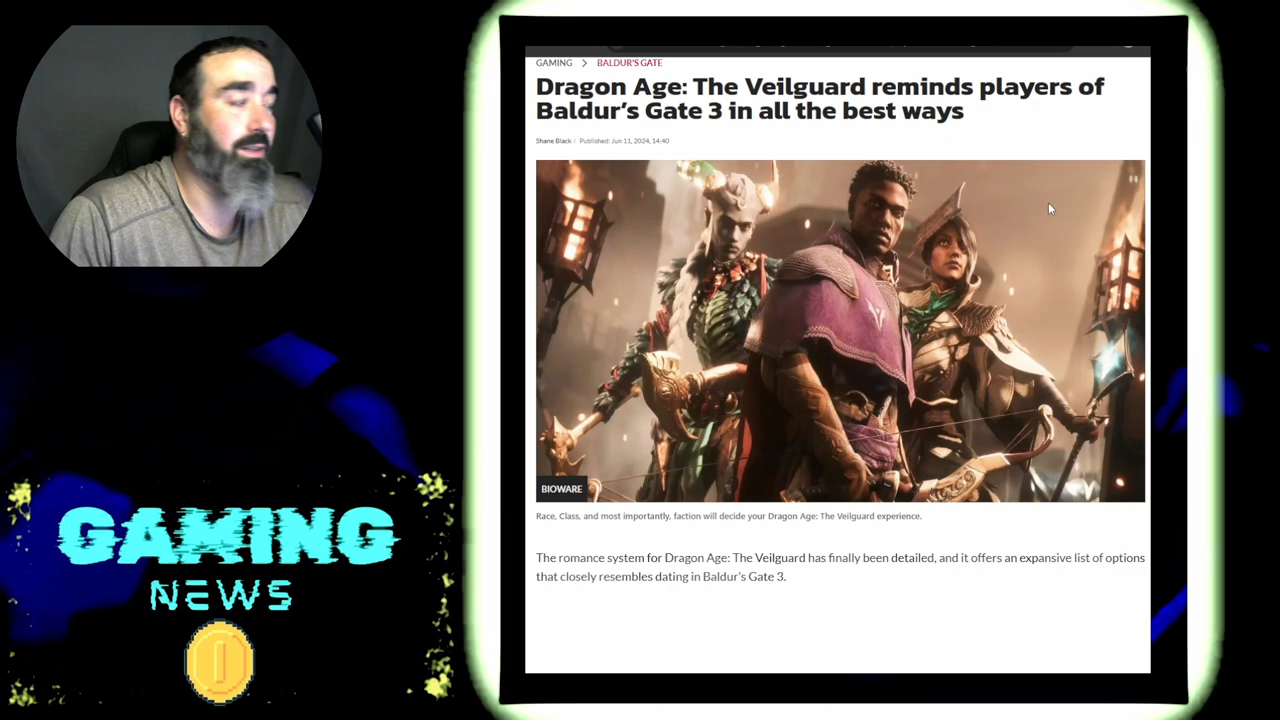 GAMING > BALDUR'S GATE
Dragon Age: The Veilguard reminds players of
Baldur's Gate 3 in all the best ways
Shane Black | Published: Jun 11, 2024, 14:40
BIOWARE
Race, Class, and most importantly, faction will decide your Dragon Age: The Veilguard experience.
The romance system for Dragon Age: The Veilguard has finally been detailed, and it offers an expansive list of options
that closely resembles dating in Baldur's Gate 3.
GAMING
NEWS